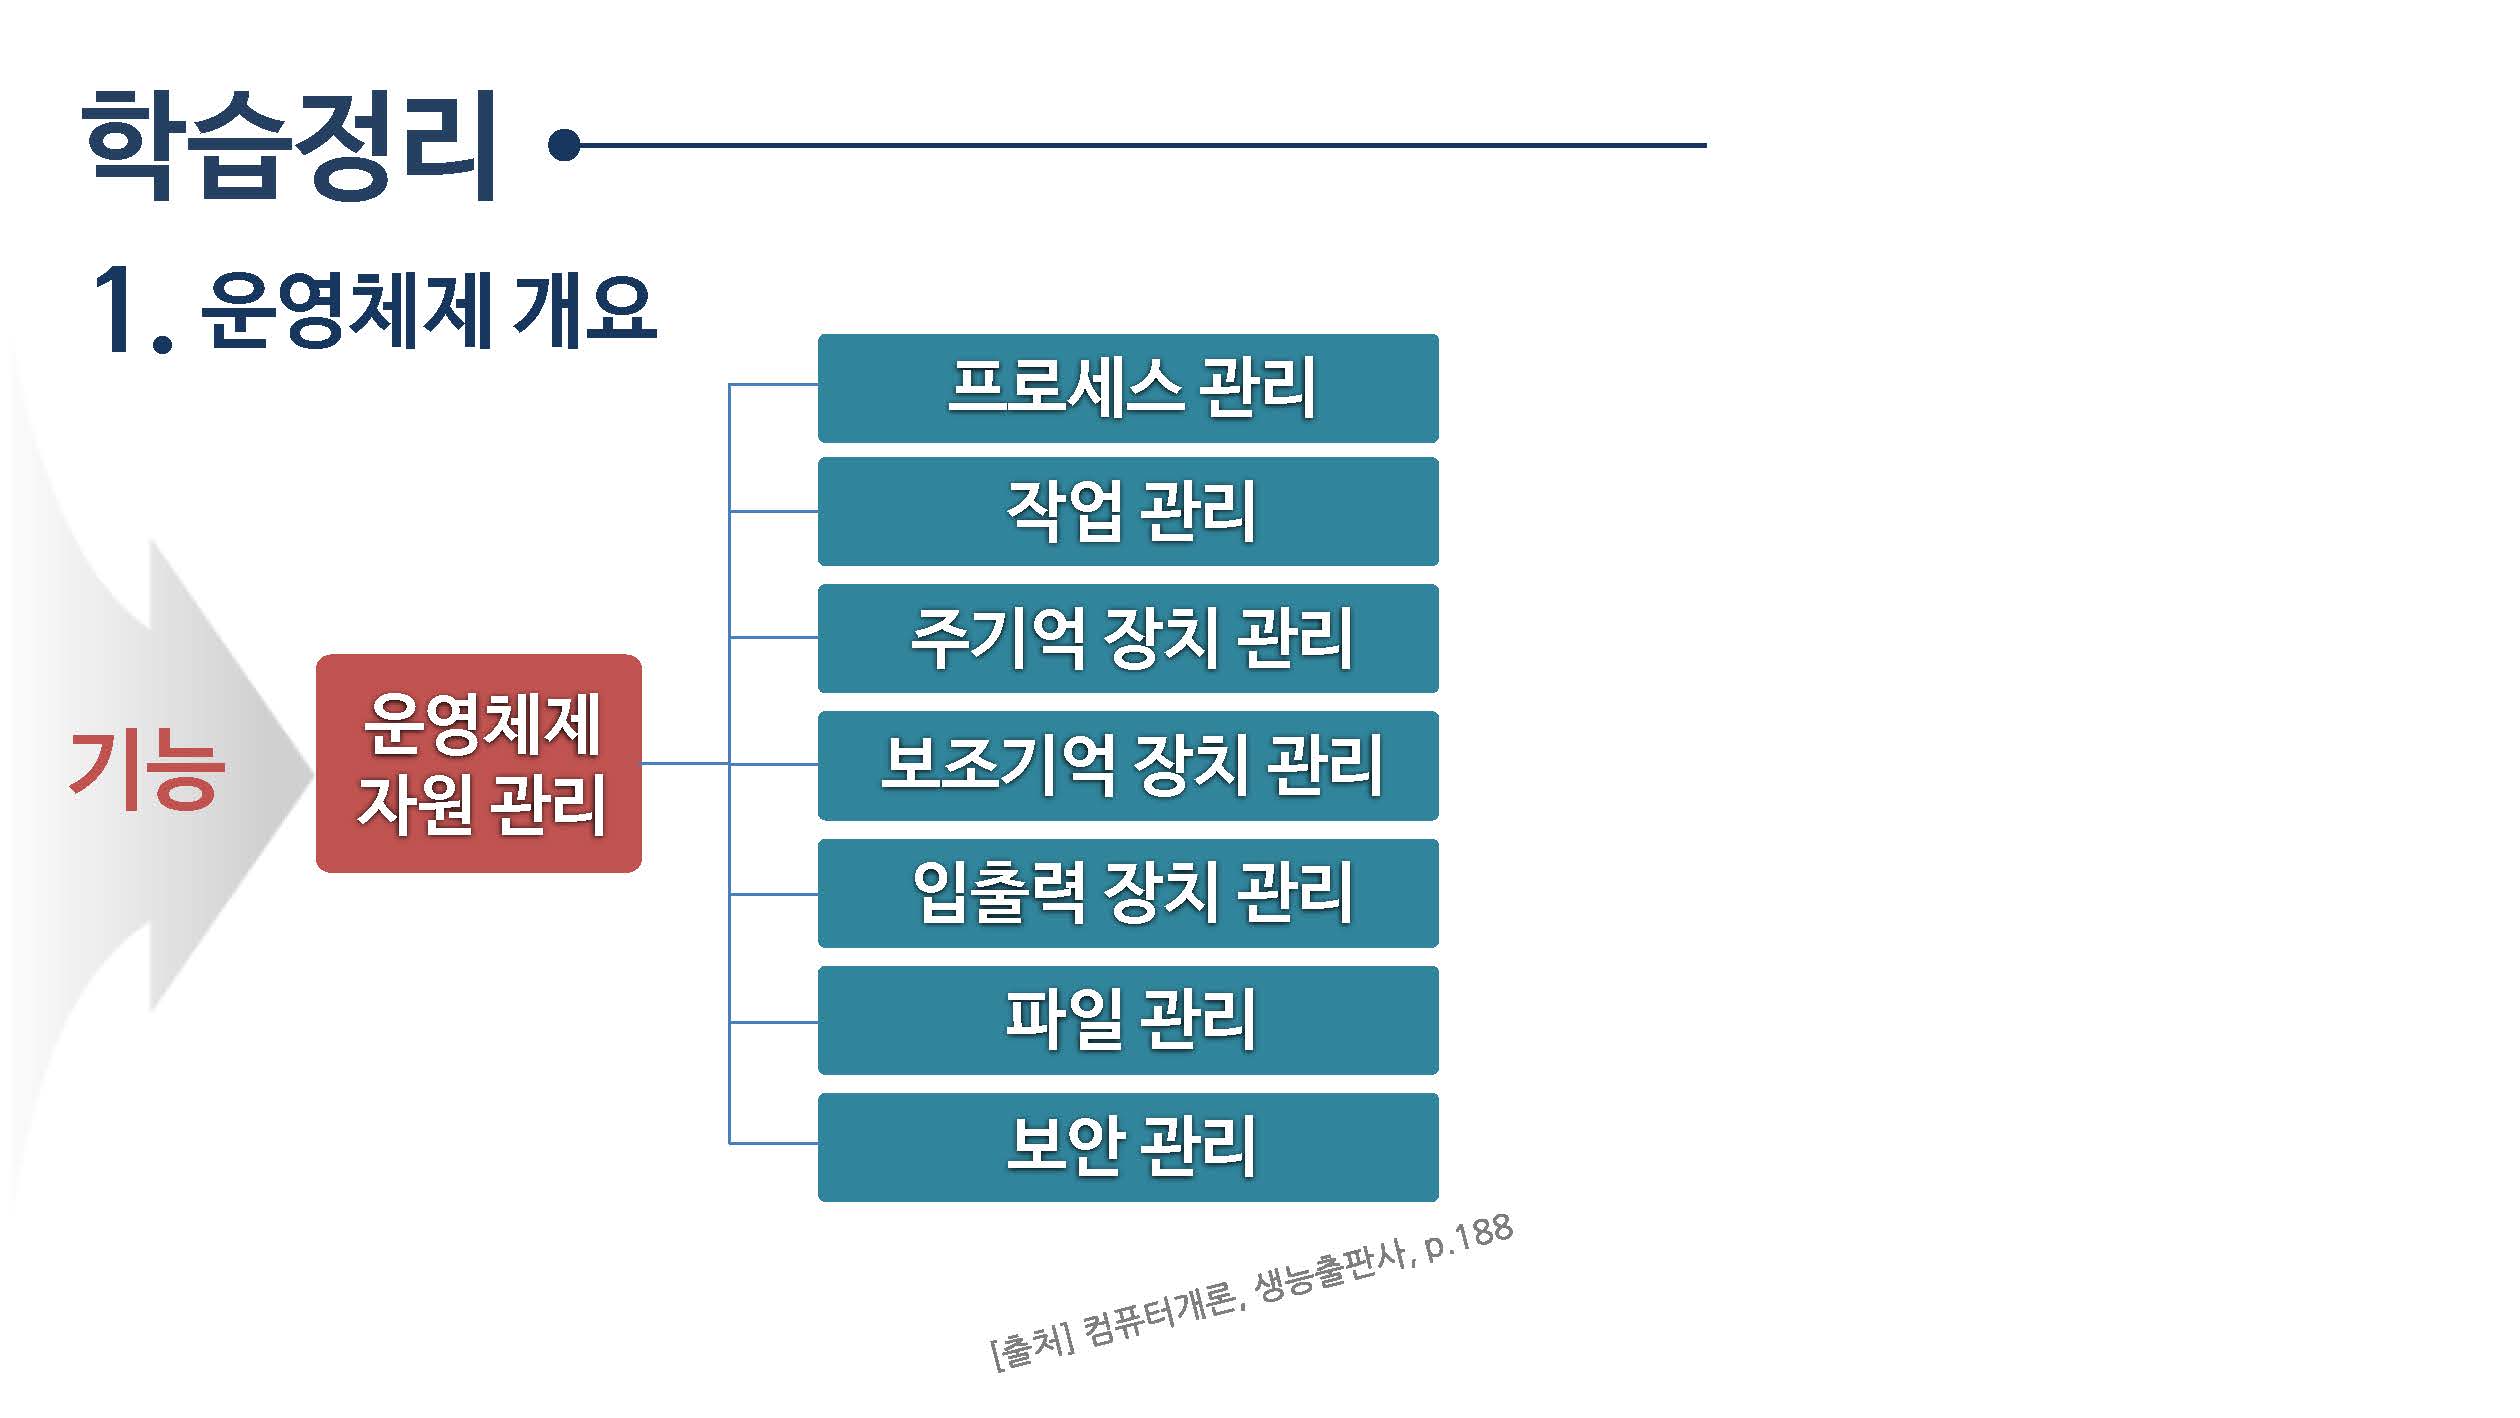 학습정리
1. 운영체제 개요
기능
운영체제
자원 관리
프로세스 관리
작업 관리
주기억 장치 관리
보조기억 장치 관리
입출력 장치 관리
파일 관리
보안 관리
[출처] 컴퓨터개론, 생능출판사, p.188